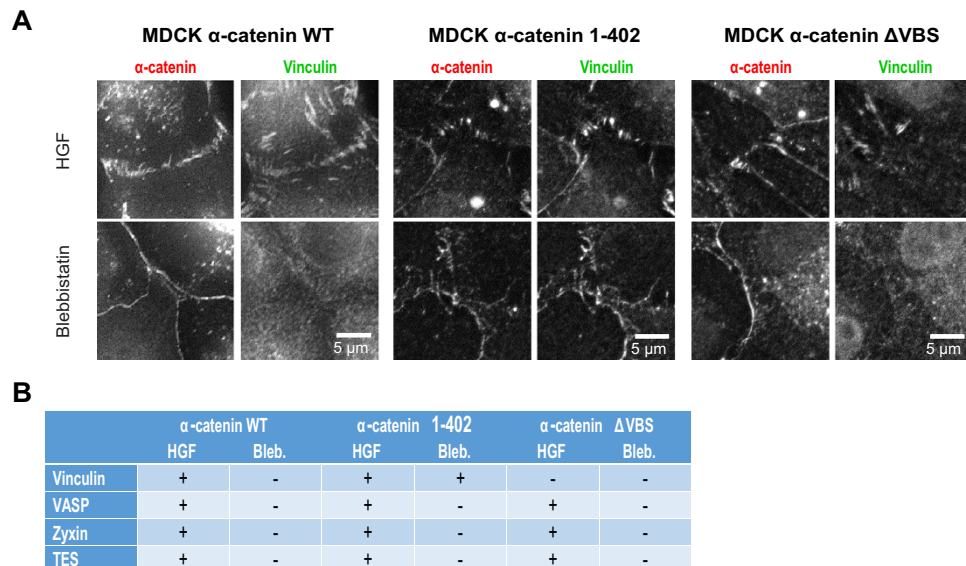 A
MDCK α-catenin WT MDCK α-catenin 1-402 MDCK α-catenin ΔVBS
α-catenin Vinculin α-catenin Vinculin α-catenin Vinculin
HGF
Blebbistatin
5 µm 5 µm 5 µm
B
α-catenin WT α-catenin 1-402 α-catenin ΔVBS
HGF Bleb. HGF Bleb. HGF Bleb.
Vinculin + - + + - -
VASP + - + - + -
Zyxin + - + - + -
TES + - + - + -